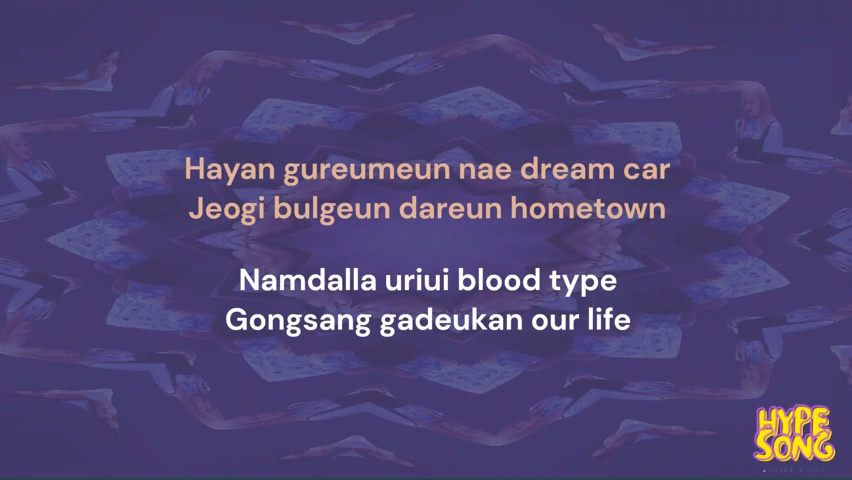 Hayan gureumeun nae dream car
Jeogi bulgeun dareun hometown
Namdalla uriui blood type
Gongsang gadeukan our life
HYPE
SONG